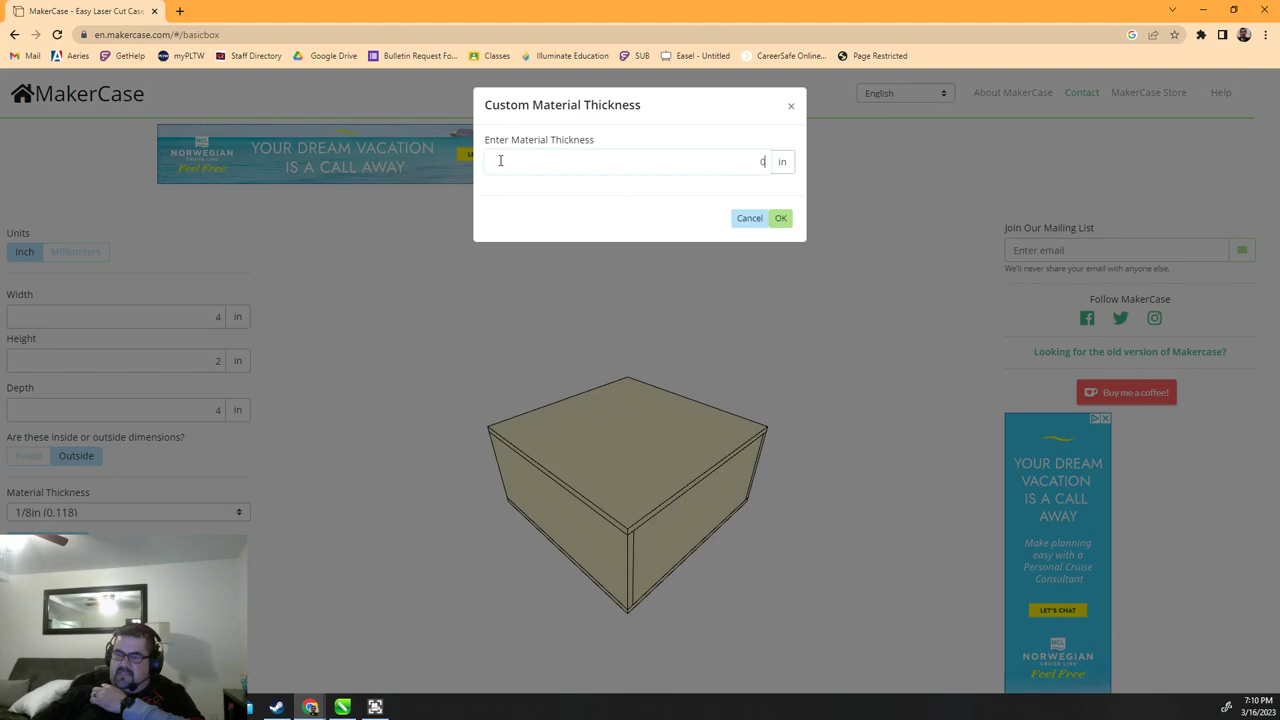 MakerCase - Easy Laser Cut Case
en.makercase.com/#/basicbox
Mail
Aeries
GetHelp
myPLTW
Staff Directory
Google Drive
Bulletin Request Fo...
Classes
Illuminate Education
SUB
Easel - Untitled
CareerSafe Online...
Page Restricted
MakerCase
English
About MakerCase
Contact
MakerCase Store
Help
NORWEGIAN
CRUISE LINE
Feel Free
YOUR DREAM
VACATION
IS A CALL AWAY
Custom Material Thickness
×
Enter Material Thickness
0
in
Cancel
OK
Units
Inch
Millimeters
Width
4
in
Height
2
in
Depth
4
in
Are these inside or outside dimensions?
Inside
Outside
Material Thickness
1/8in (0.118)
Join Our Mailing List
Enter email
We'll never share your email with anyone else.
Follow MakerCase
Looking for the old version of Makercase?
Buy me a coffee!
YOUR DREAM
VACATION
IS A CALL
AWAY
Make planning
easy with a
Personal Cruise
Consultant
LET'S CHAT
NCL
NORWEGIAN
CRUISE LINE
Feel Free
7:10 PM
3/16/2023